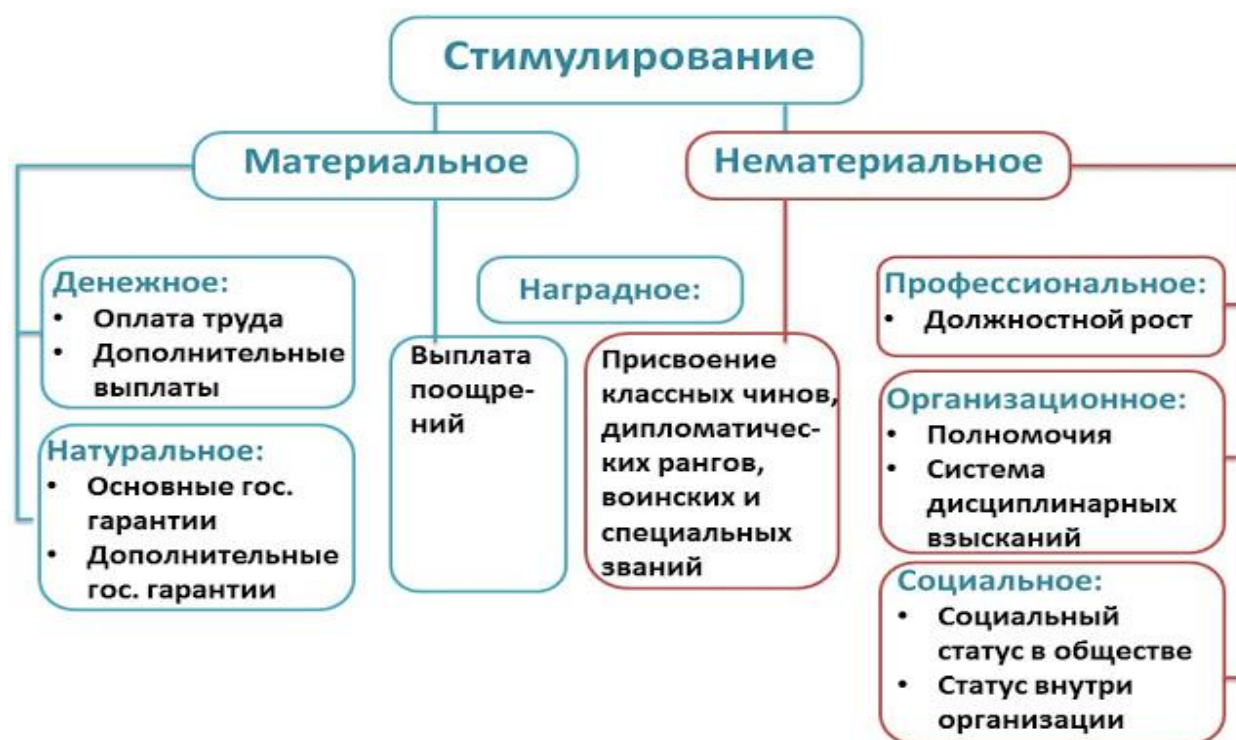 Стимулирование
Материальное
Нематериальное
Денежное:
• Оплата труда
• Дополнительные
выплаты
Натуральное:
• Основные гос.
гарантии
• Дополнительные
гос. гарантии
Наградное:
Выплата
поощре-
ний
Присвоение
классных чинов,
дипломатичес-
ких рангов,
воинских и
специальных
званий
Профессиональное:
• Должностной рост
Организационное:
• Полномочия
• Система
дисциплинарных
взысканий
Социальное:
• Социальный
статус в обществе
• Статус внутри
организации